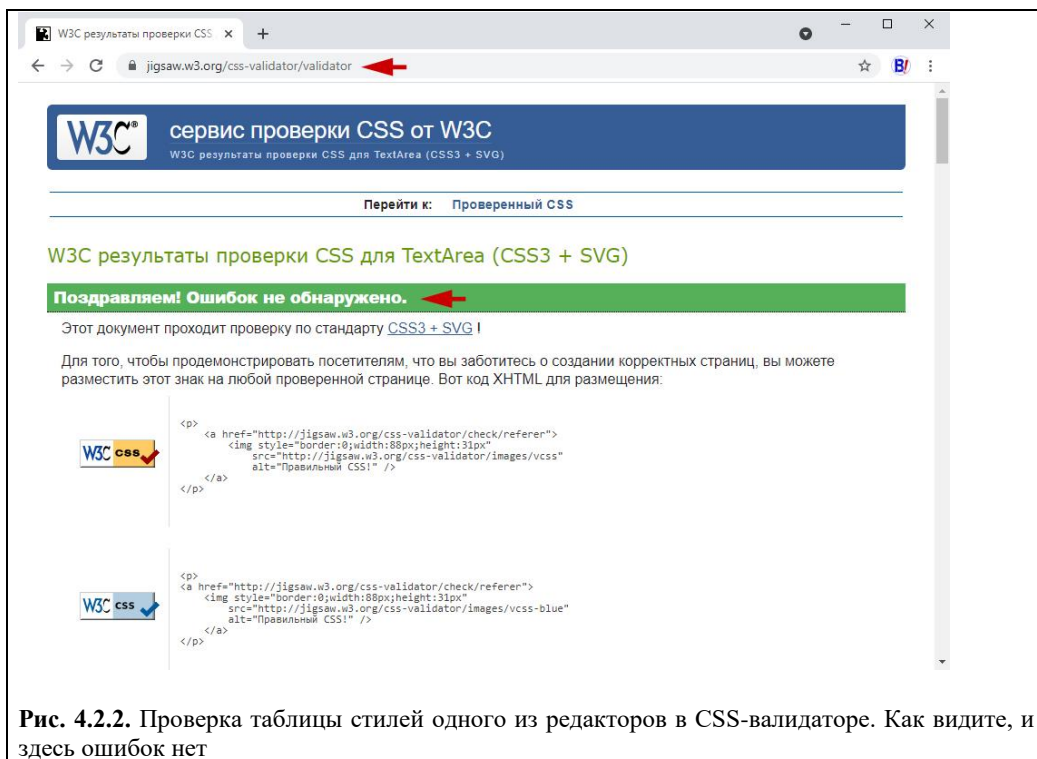 W3C результаты проверки CSS
jigsaw.w3.org/css-validator/validator
B!
W3C®
сервис проверки CSS от W3C
W3C результаты проверки CSS для TextArea (CSS3 + SVG)
Перейти к: Проверенный CSS
W3C результаты проверки CSS для TextArea (CSS3 + SVG)
Поздравляем! Ошибок не обнаружено.
Этот документ проходит проверку по стандарту CSS3 + SVG !
Для того, чтобы продемонстрировать посетителям, что вы заботитесь о создании корректных страниц, вы можете
разместить этот знак на любой проверенной странице. Вот код XHTML для размещения:
W3C css
<p>
<a href="http://jigsaw.w3.org/css-validator/check/referer">
<img style="border:0;width:88px;height:31px"
src="http://jigsaw.w3.org/css-validator/images/vcss"
alt="Правильный CSS!" />
</a>
</p>
W3C css
<p>
<a href="http://jigsaw.w3.org/css-validator/check/referer">
<img style="border:0;width:88px;height:31px"
src="http://jigsaw.w3.org/css-validator/images/vcss-blue"
alt="Правильный CSS!" />
</a>
</p>
Рис. 4.2.2. Проверка таблицы стилей одного из редакторов в CSS-валидаторе. Как видите, и
здесь ошибок нет